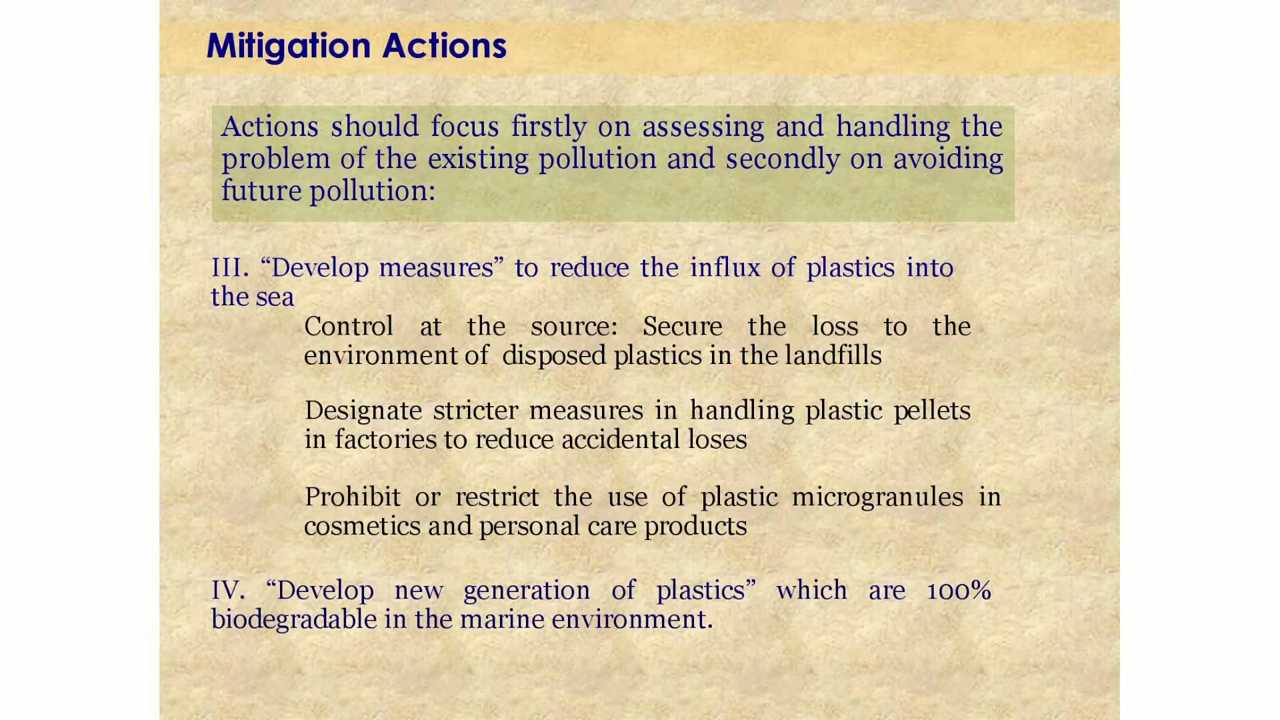 Mitigation Actions
Actions should focus firstly on assessing and handling the
problem of the existing pollution and secondly on avoiding
future pollution:
III. “Develop measures” to reduce the influx of plastics into
the sea
Control at the source: Secure the loss to the
environment of disposed plastics in the landfills
Designate stricter measures in handling plastic pellets
in factories to reduce accidental loses
Prohibit or restrict the use of plastic microgranules in
cosmetics and personal care products
IV. “Develop new generation of plastics” which are 100%
biodegradable in the marine environment.